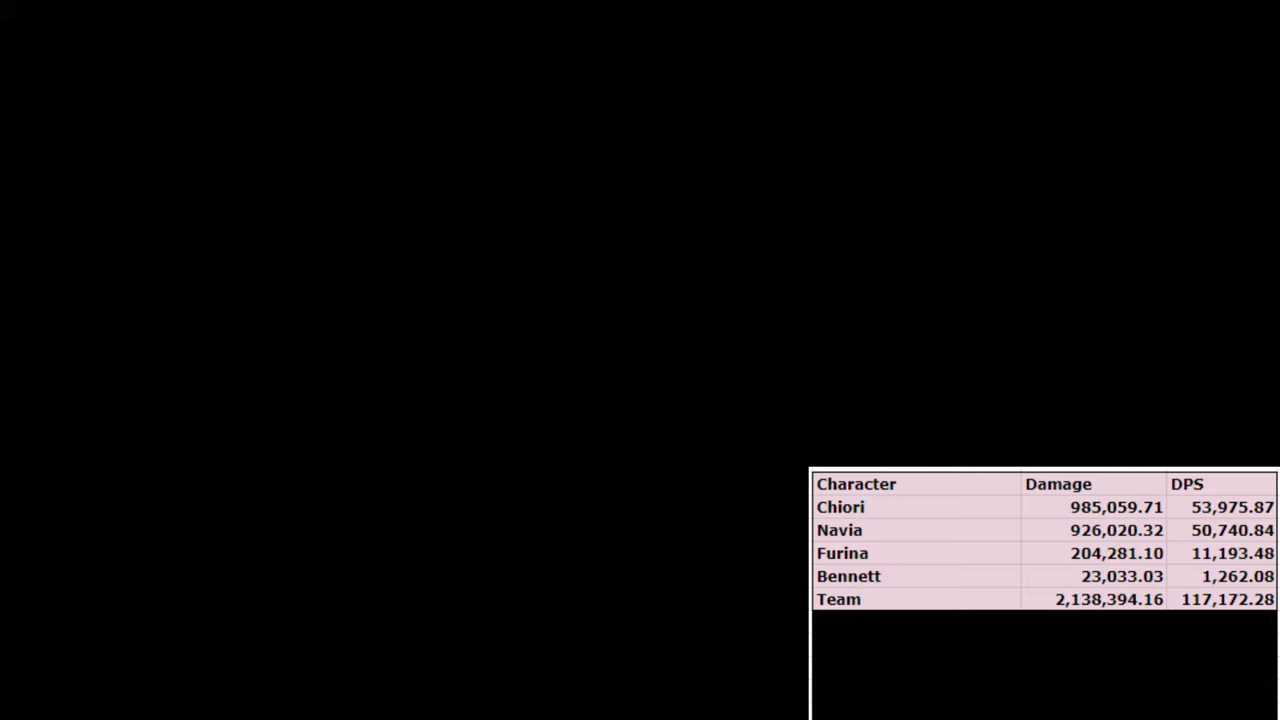 Character Damage DPS
Chiori 985,059.71 53,975.87
Navia 926,020.32 50,740.84
Furina 204,281.10 11,193.48
Bennett 23,033.03 1,262.08
Team 2,138,394.16 117,172.28